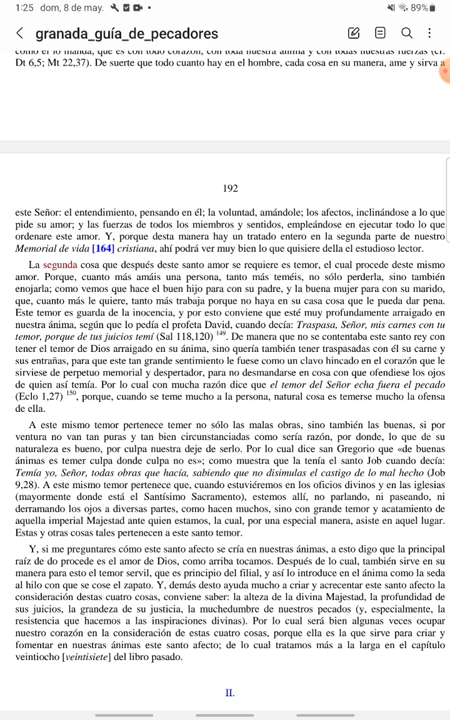 1:25 dom, 8 de may.
89%
granada_guía_de_pecadores
como él lo manda, que es con todo corazón, con toda nuestra ánima y con todas nuestras fuerzas (cf.
Dt 6,5; Mt 22,37). De suerte que todo cuanto hay en el hombre, cada cosa en su manera, ame y sirva a
192
este Señor: el entendimiento, pensando en él; la voluntad, amándole; los afectos, inclinándose a lo que
pide su amor; y las fuerzas de todos los miembros y sentidos, empleándose en ejecutar todo lo que
ordenare este amor. Y, porque desta manera hay un tratado entero en la segunda parte de nuestro
Memorial de vida [164] cristiana, ahí podrá ver muy bien lo que quisiere della el estudioso lector.
La segunda cosa que después deste santo amor se requiere es temor, el cual procede deste mismo
amor. Porque, cuanto más amáis una persona, tanto más teméis, no sólo perderla, sino también
enojarla; como vemos que hace el buen hijo para con su padre, y la buena mujer para con su marido,
que, cuanto más le quiere, tanto más trabaja porque no haya en su casa cosa que le pueda dar pena.
Este temor es guarda de la inocencia, y por esto conviene que esté muy profundamente arraigado en
nuestra ánima, según que lo pedía el profeta David, cuando decía: Traspasa, Señor, mis carnes con tu
temor, porque de tus juicios temí (Sal 118,120) 149. De manera que no se contentaba este santo rey con
tener el temor de Dios arraigado en su ánima, sino quería también tener traspasadas con él su carne y
sus entrañas, para que este tan grande sentimiento le fuese como un clavo hincado en el corazón que le
sirviese de perpetuo memorial y despertador, para no desmandarse en cosa con que ofendiese los ojos
de quien así temía. Por lo cual con mucha razón dice que el temor del Señor echa fuera el pecado
(Eclo 1,27) 150, porque, cuando se teme mucho a la persona, natural cosa es temerse mucho la ofensa
de ella.
A este mismo temor pertenece temer no sólo las malas obras, sino también las buenas, si por
ventura no van tan puras y tan bien circunstanciadas como sería razón, por donde, lo que de su
naturaleza es bueno, por culpa nuestra deje de serlo. Por lo cual dice san Gregorio que «de buenas
ánimas es temer culpa donde culpa no es»; como muestra que la tenía el santo Job cuando decía:
Temía yo, Señor, todas obras que hacía, sabiendo que no disimulas el castigo de lo mal hecho (Job
9,28). A este mismo temor pertenece que, cuando estuviéremos en los oficios divinos y en las iglesias
(mayormente donde está el Santísimo Sacramento), estemos allí, no parlando, ni paseando, ni
derramando los ojos a diversas partes, como hacen muchos, sino con grande temor y acatamiento de
aquella imperial Majestad ante quien estamos, la cual, por una especial manera, asiste en aquel lugar.
Estas y otras cosas tales pertenecen a este santo temor.
Y, si me preguntares cómo este santo afecto se cría en nuestras ánimas, a esto digo que la principal
raíz de do procede es el amor de Dios, como arriba tocamos. Después de lo cual, también sirve en su
manera para esto el temor servil, que es principio del filial, y así lo introduce en el ánima como la seda
al hilo con que se cose el zapato. Y, demás desto ayuda mucho a criar y acrecentar este santo afecto la
consideración destas cuatro cosas, conviene saber: la alteza de la divina Majestad, la profundidad de
sus juicios, la grandeza de su justicia, la muchedumbre de nuestros pecados (y, especialmente, la
resistencia que hacemos a las inspiraciones divinas). Por lo cual será bien algunas veces ocupar
nuestro corazón en la consideración de estas cuatro cosas, porque ella es la que sirve para criar y
fomentar en nuestras ánimas este santo afecto; de lo cual tratamos más a la larga en el capítulo
veintiocho [veintisiete] del libro pasado.
II.